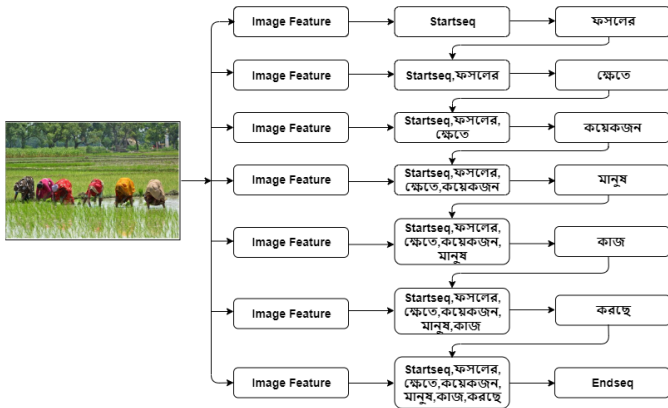 Image Feature
Startseq
ফসলের
Image Feature
Startseq,ফসলের
ক্ষেতে
Image Feature
Startseq,ফসলের,
ক্ষেতে
কয়েকজন
Image Feature
Startseq,ফসলের,
ক্ষেতে,কয়েকজন
মানুষ
Image Feature
Startseq,ফসলের,
ক্ষেতে,কয়েকজন,
মানুষ
কাজ
Image Feature
Startseq,ফসলের,
ক্ষেতে,কয়েকজন,
মানুষ,কাজ
করছে
Image Feature
Startseq,ফসলের,
ক্ষেতে,কয়েকজন,
মানুষ,কাজ,করছে
Endseq